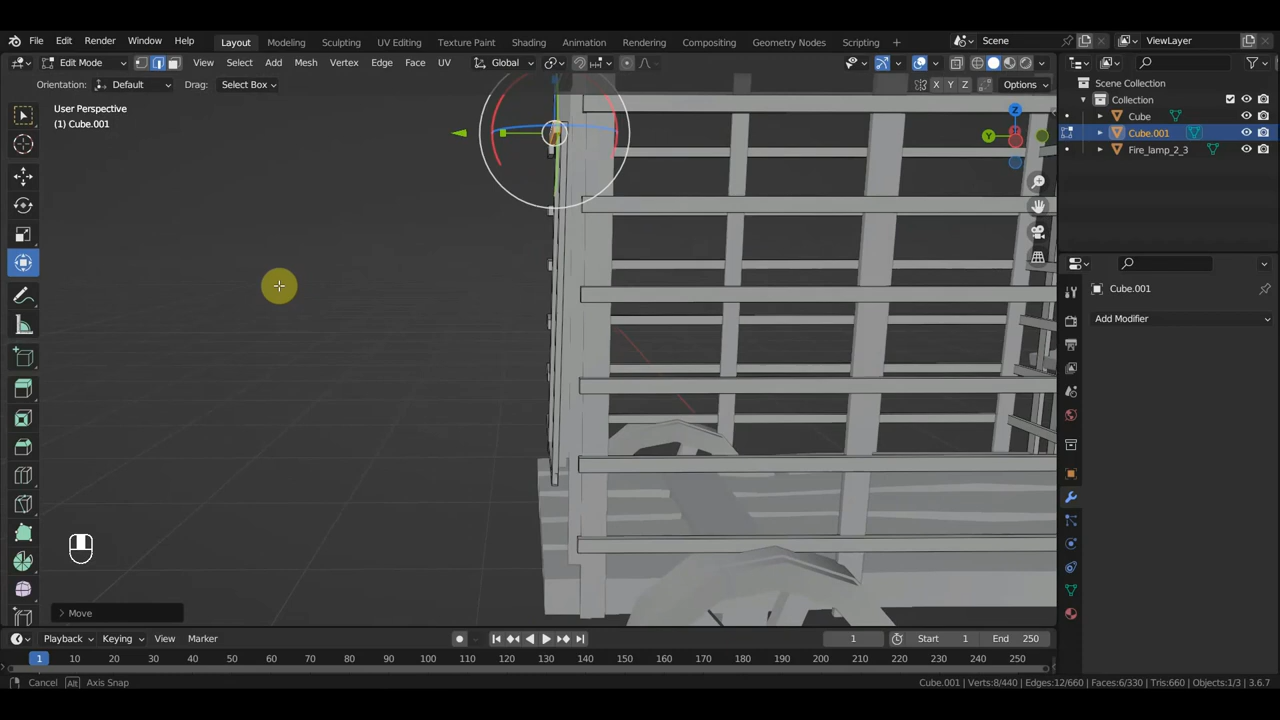 File Edit Render Window Help Layout Modeling Sculpting UV Editing Texture Paint Shading Animation Rendering Compositing Geometry Nodes Scripting + Scene ViewLayer
Edit Mode View Select Add Mesh Vertex Edge Face UV Global
Orientation: Default Drag: Select Box X Y Z Options
User Perspective
(1) Cube.001
Z
Y
Scene Collection
Collection
Cube
Cube.001
Fire_lamp_2_3
Cube.001
Add Modifier
> Move
Playback Keying View Marker 1 Start 1 End 250
1 10 20 30 40 50 60 70 80 90 100 110 120 130 140 150 160 170 180 190 200 210 220 230 240 250
Cancel Alt Axis Snap Cube.001 | Verts:8/440 | Edges:12/660 | Faces:6/330 | Tris:660 | Objects:1/3 | 3.6.7